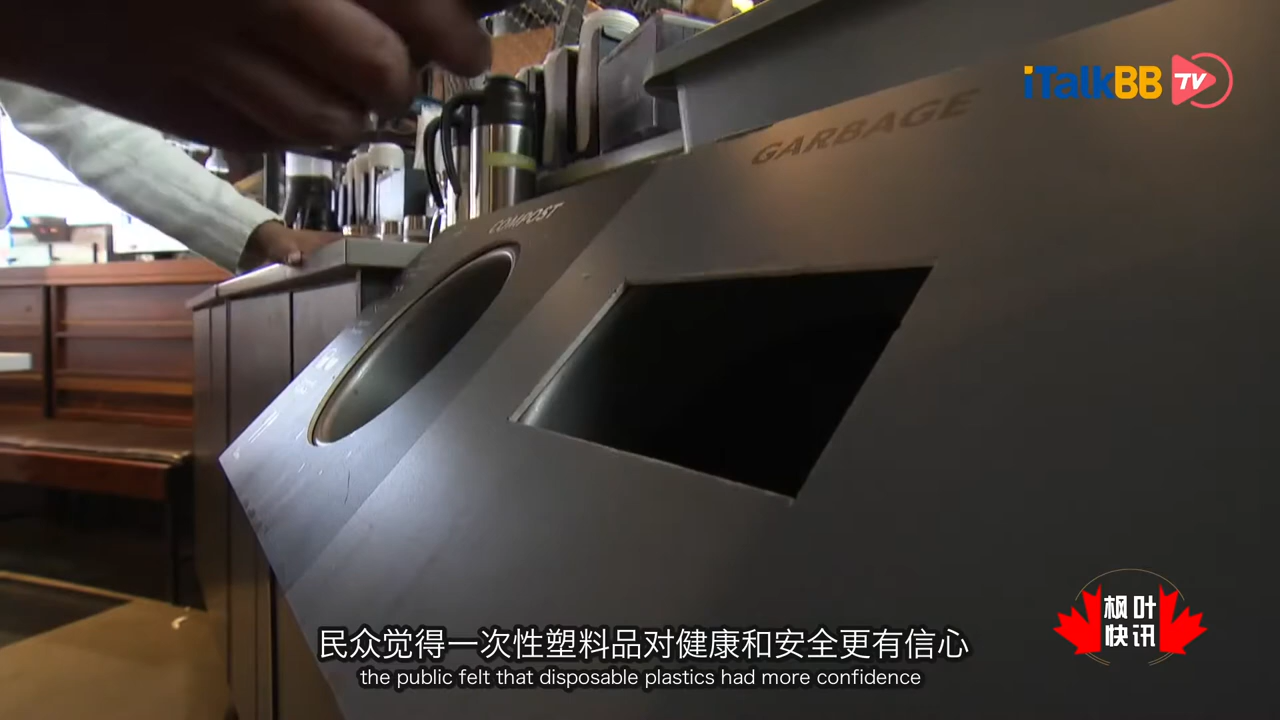 iTalkBB TV
GARBAGE
COMPOST
枫叶
快讯
民众觉得一次性塑料品对健康和安全更有信心
the public felt that disposable plastics had more confidence